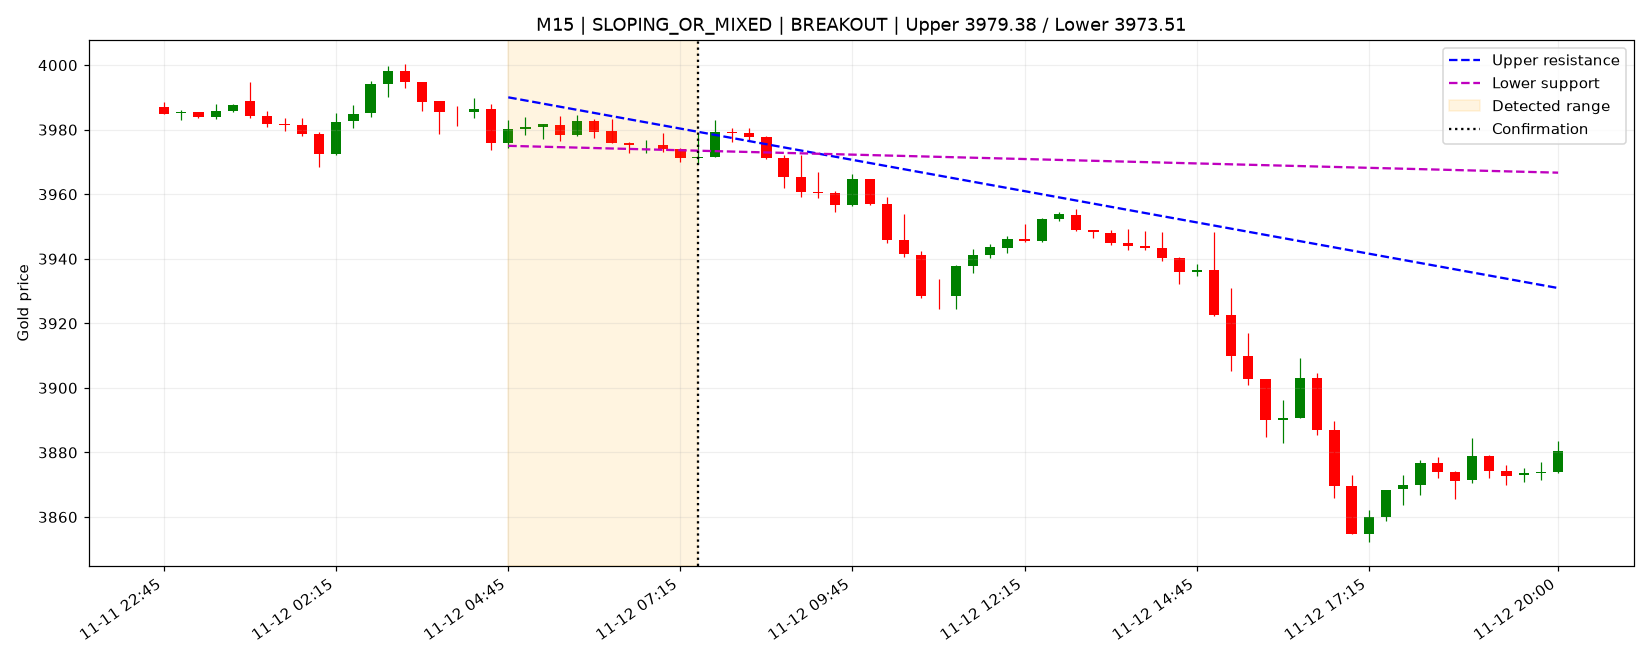 M15 | SLOPING_OR_MIXED | BREAKOUT | Upper 3979.38 / Lower 3973.51
Upper resistance
Lower support
Detected range
Confirmation
Gold price
4000
3980
3960
3940
3920
3900
3880
3860
11-11 22:45
11-12 02:15
11-12 04:45
11-12 07:15
11-12 09:45
11-12 12:15
11-12 14:45
11-12 17:15
11-12 20:00